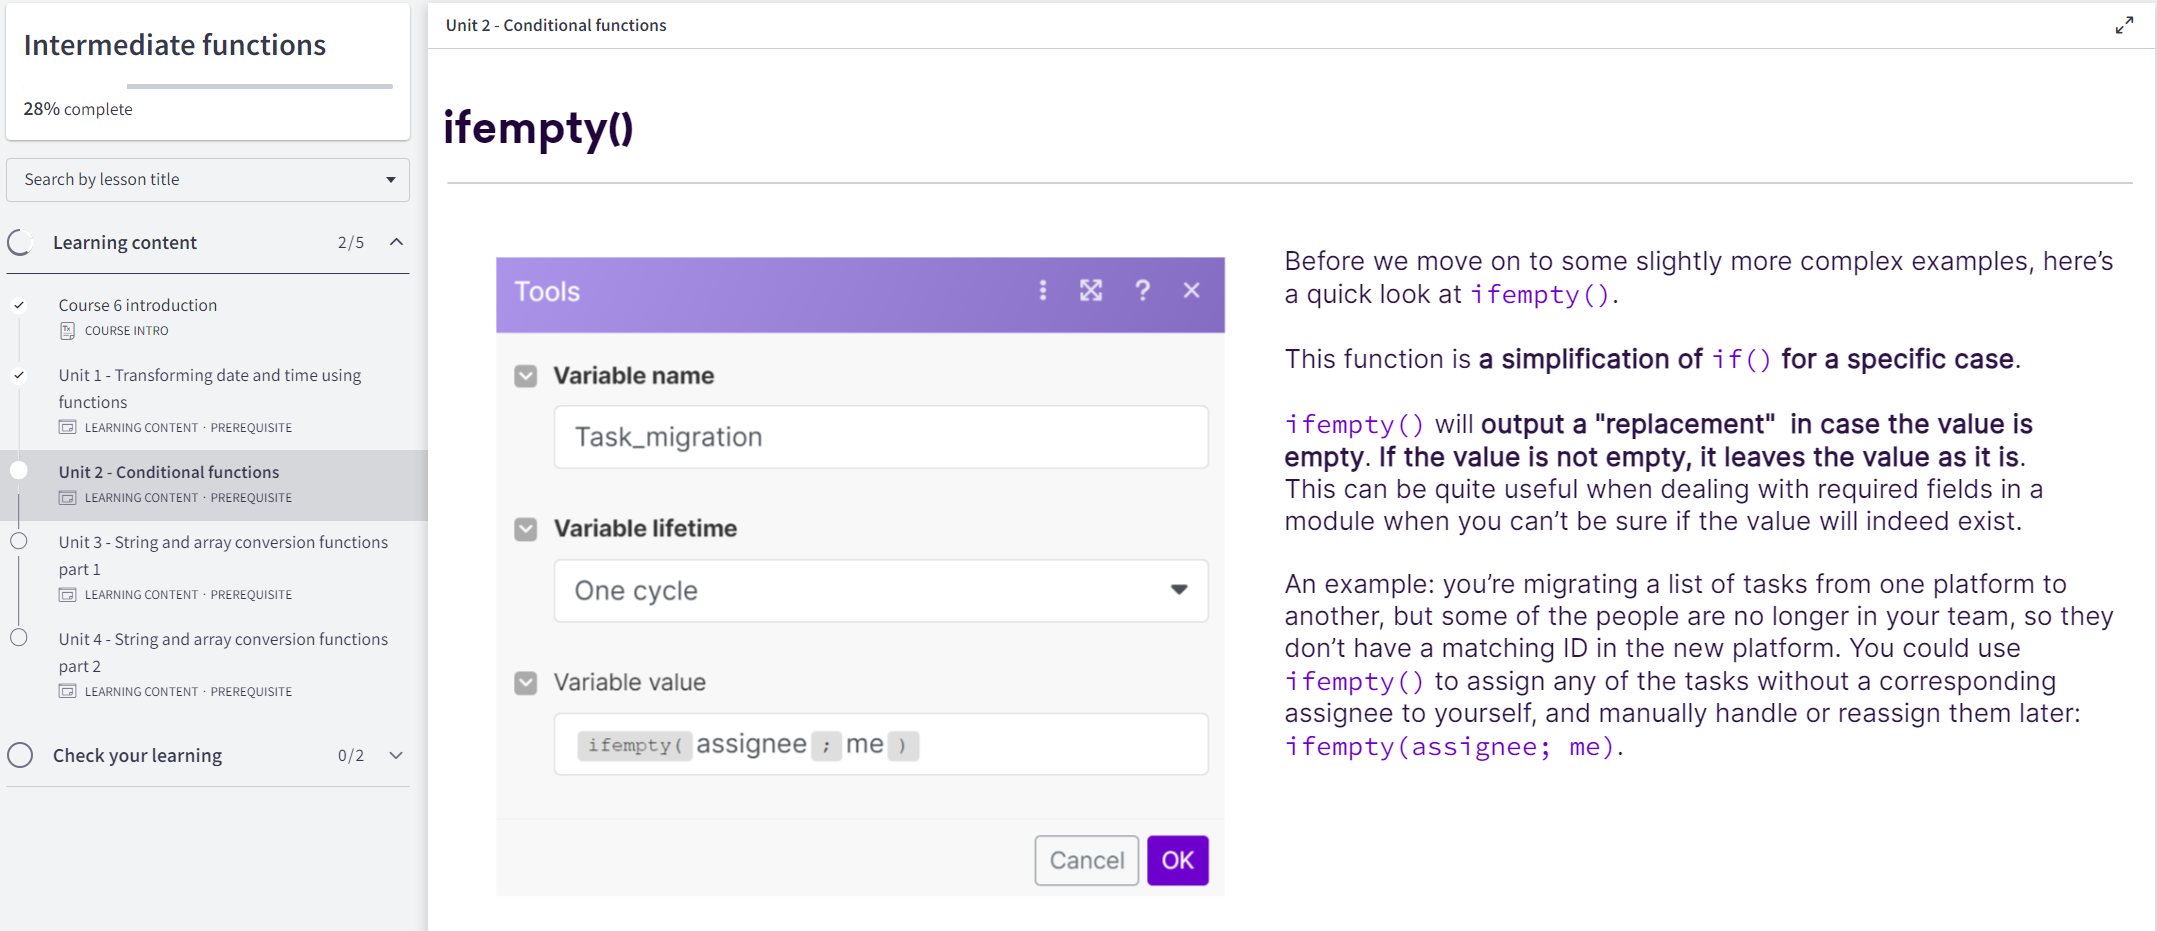 Intermediate functions
28% complete
Search by lesson title
Learning content 2/5
Course 6 introduction
COURSE INTRO
Unit 1 - Transforming date and time using
functions
LEARNING CONTENT · PREREQUISITE
Unit 2 - Conditional functions
LEARNING CONTENT · PREREQUISITE
Unit 3 - String and array conversion functions
part 1
LEARNING CONTENT · PREREQUISITE
Unit 4 - String and array conversion functions
part 2
LEARNING CONTENT · PREREQUISITE
Check your learning 0/2
Unit 2 - Conditional functions
ifempty()
Tools
Variable name
Task_migration
Variable lifetime
One cycle
Variable value
ifempty( assignee ; me )
Cancel OK
Before we move on to some slightly more complex examples, here's
a quick look at ifempty().
This function is a simplification of if() for a specific case.
ifempty() will output a "replacement" in case the value is
empty. If the value is not empty, it leaves the value as it is.
This can be quite useful when dealing with required fields in a
module when you can't be sure if the value will indeed exist.
An example: you're migrating a list of tasks from one platform to
another, but some of the people are no longer in your team, so they
don't have a matching ID in the new platform. You could use
ifempty() to assign any of the tasks without a corresponding
assignee to yourself, and manually handle or reassign them later:
ifempty(assignee; me).